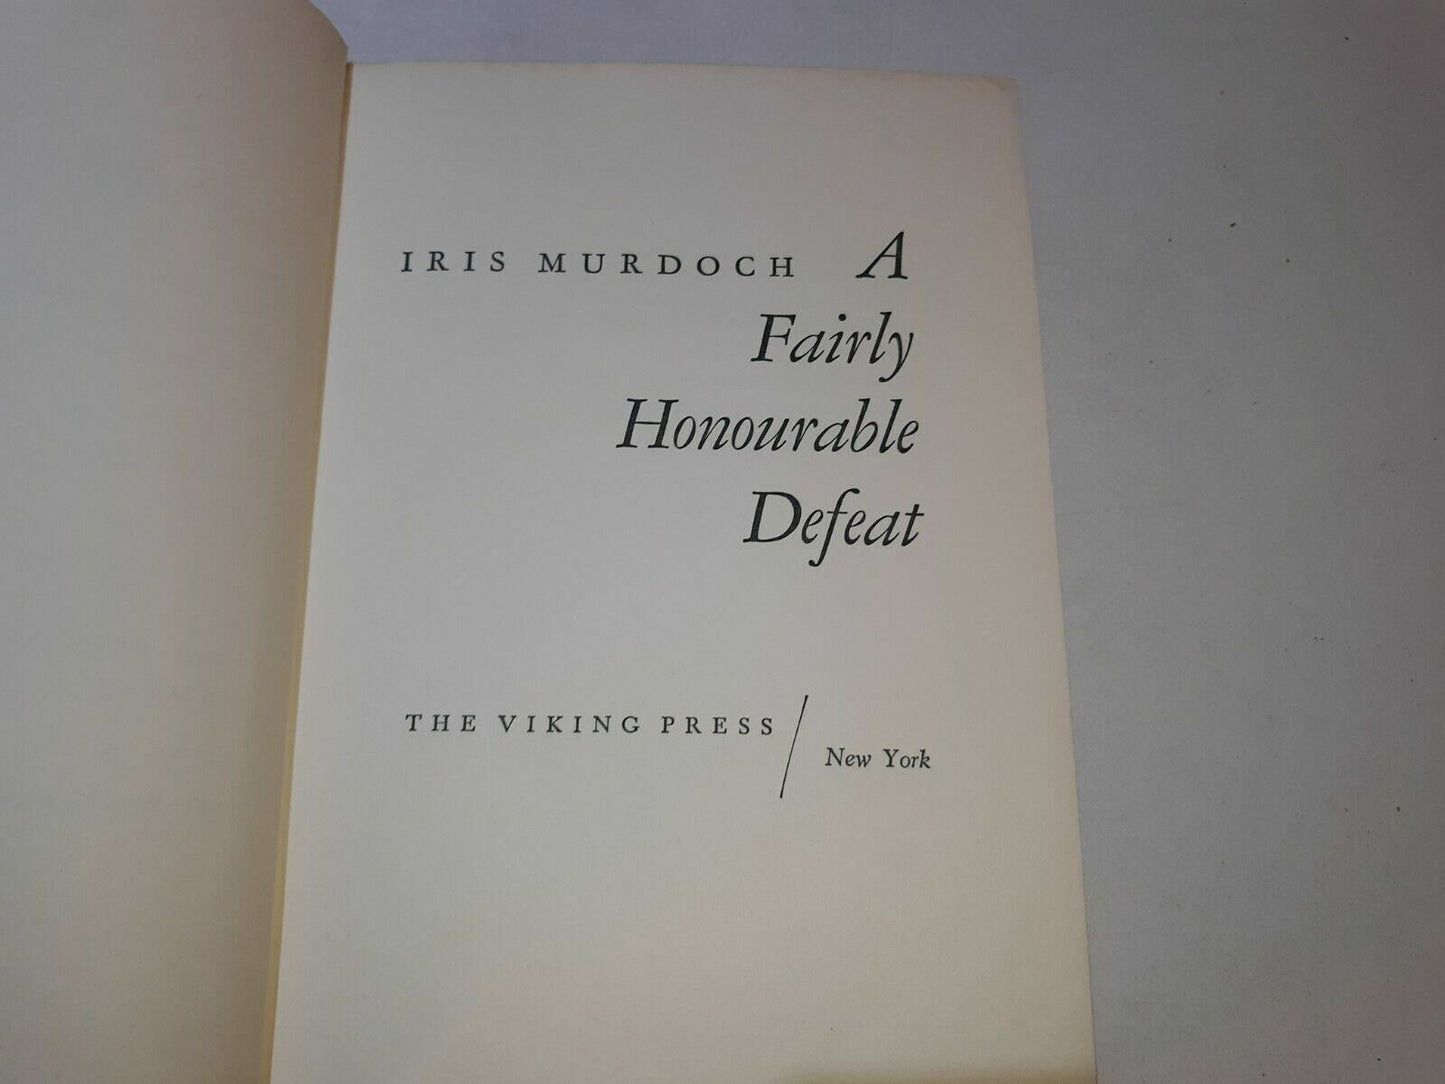 IRIS MURDOCH A
Fairly
Honourable
Defeat
THE VIKING PRESS
New York